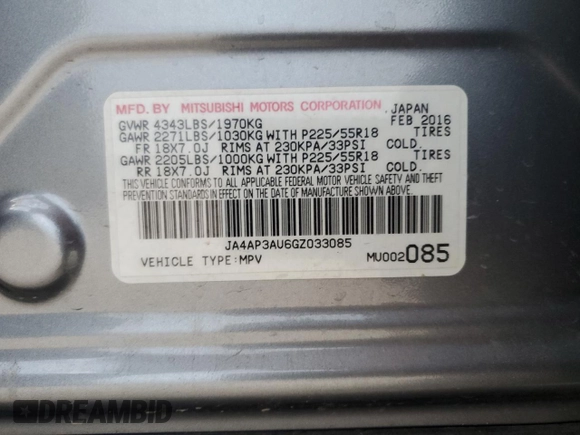 MFD. BY MITSUBISHI MOTORS CORPORATION, JAPAN
GVWR 4343LBS/1970KG FEB 2016
GAWR 2271LBS/1030KG WITH P225/55R18 TIRES
FR 18X7.0J RIMS AT 230KPA/33PSI COLD.
GAWR 2205LBS/1000KG WITH P225/55R18 TIRES
RR 18X7.0J RIMS AT 230KPA/33PSI COLD.
THIS VEHICLE CONFORMS TO ALL APPLICABLE FEDERAL MOTOR VEHICLE SAFETY AND THEFT
PREVENTION STANDARDS IN EFFECT ON THE DATE OF MANUFACTURE SHOWN ABOVE.
JA4AP3AU6GZ033085
VEHICLE TYPE:MPV MU002085
DREAMBID